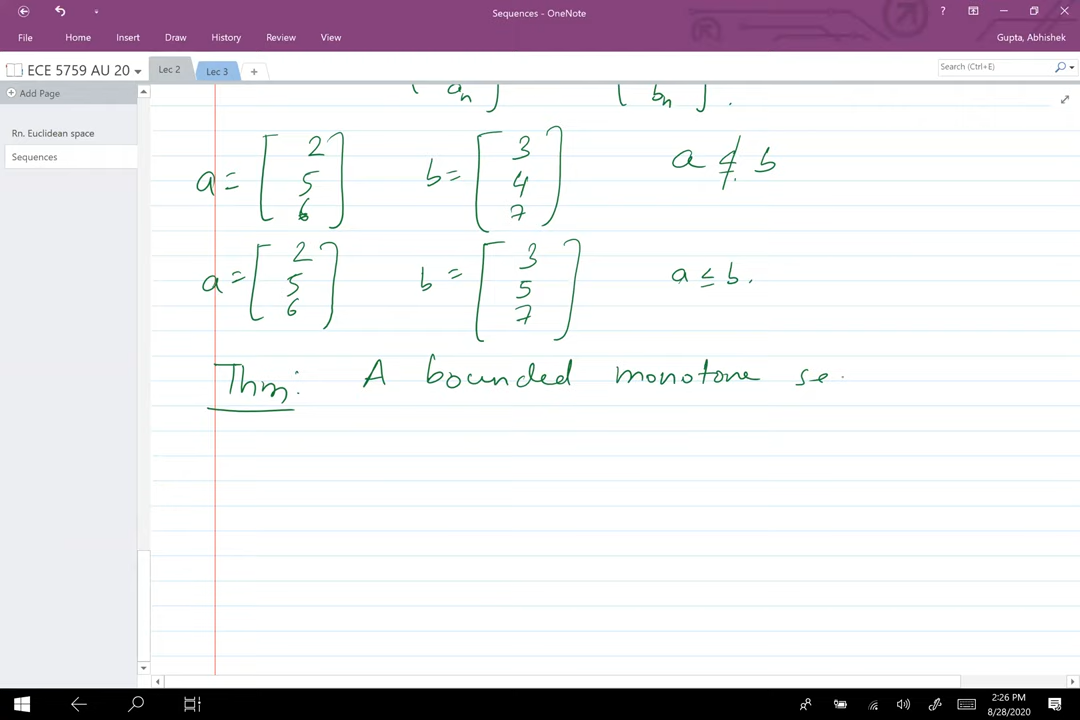 Sequences - OneNote
?
Gupta, Abhishek
File Home Insert Draw History Review View
ECE 5759 AU 20
Lec 2
Lec 3
+
Search (Ctrl+E)
Add Page
Rn. Euclidean space
Sequences
[ aₙ ] [ bₙ ].
a = [ 2 5 6 ] b = [ 3 4 7 ] a ≰ b
a = [ 2 5 6 ] b = [ 3 5 7 ] a ≤ b.
Thm: A bounded monotone se
2:26 PM
8/28/2020